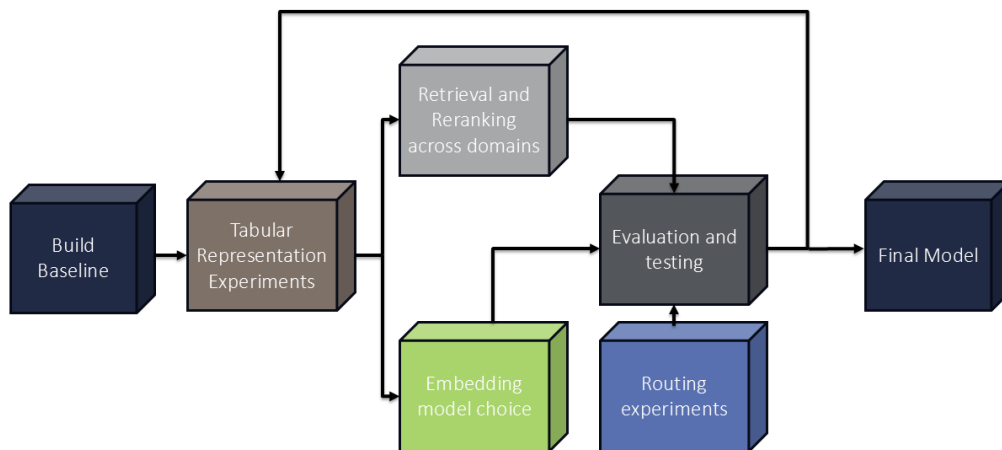 Build
Baseline
Tabular
Representation
Experiments
Retrieval and
Reranking
across domains
Embedding
model choice
Evaluation and
testing
Routing
experiments
Final Model